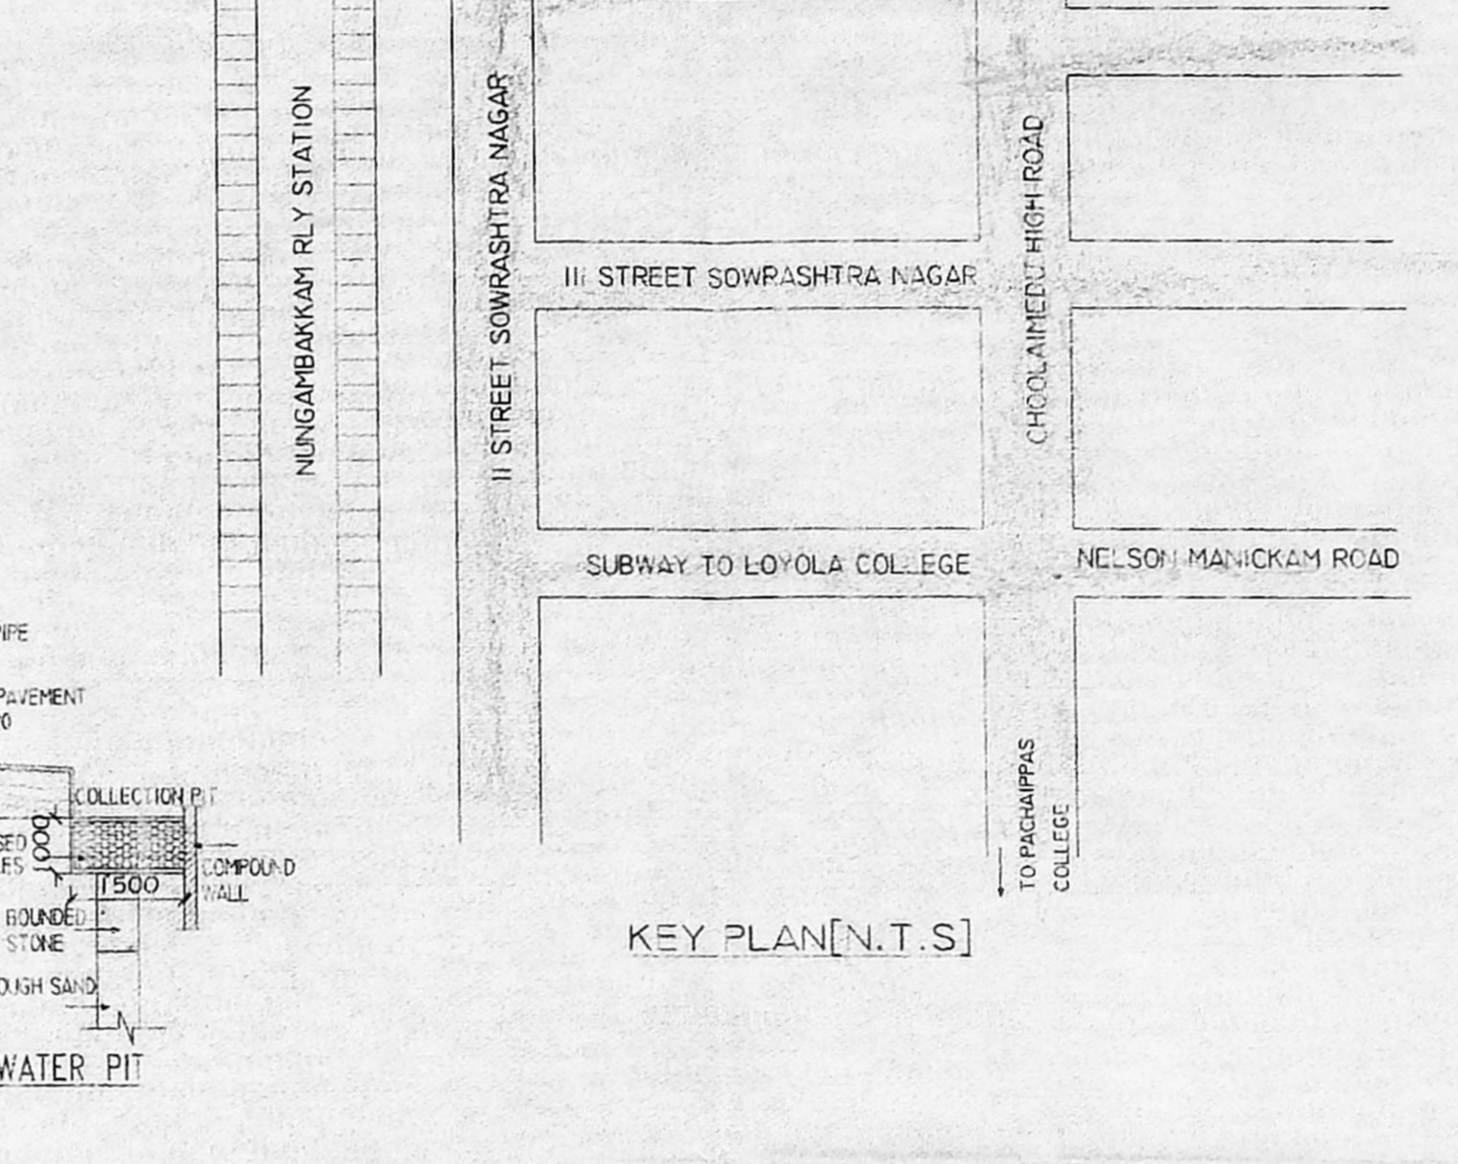 NUNGAMBAKKAM RLY STATION
II STREET SOWRASHTRA NAGAR
III STREET SOWRASHTRA NAGAR
CHOOLAIMEDU HIGH ROAD
SUBWAY TO LOYOLA COLLEGE
NELSON MANICKAM ROAD
TO PACHAIPPAS
COLLEGE
KEY PLAN[N.T.S]
PIPE
PAVEMENT
COLLECTION PIT
1000
COMPOUND
WALL
1500
BOUNDED
STONE
SAND
WATER PIT